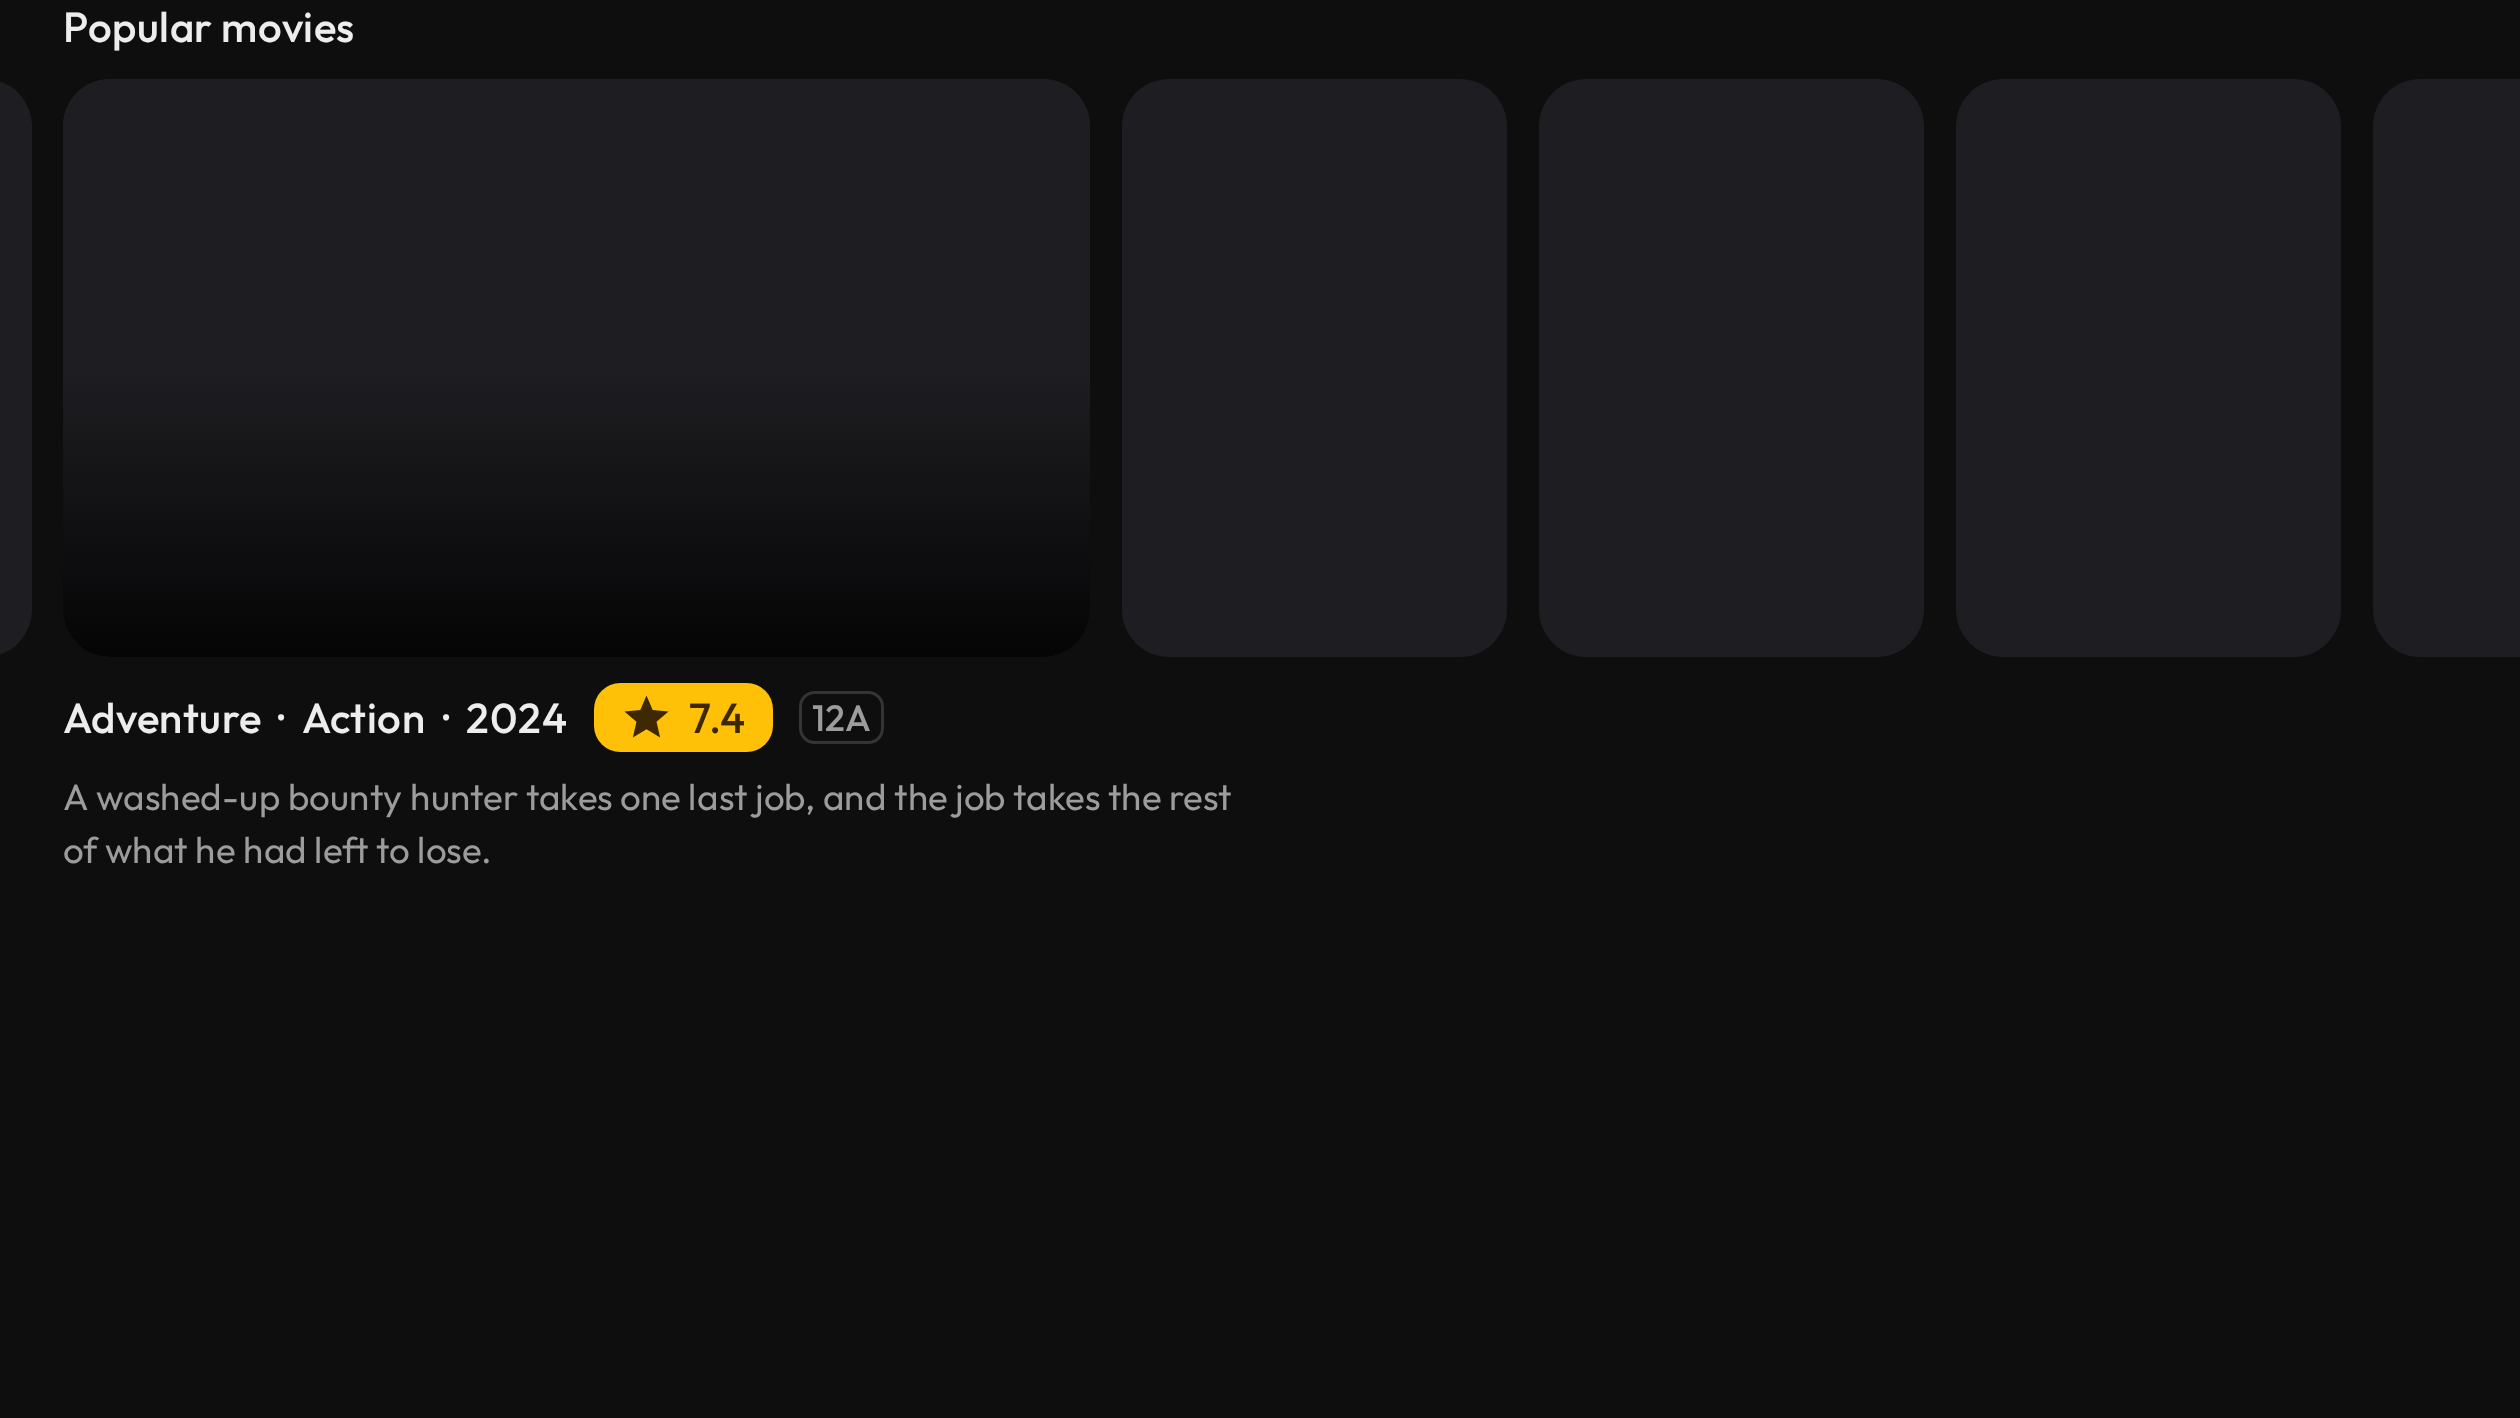 Popular movies
Adventure · Action · 2024 7.4 12A
A washed-up bounty hunter takes one last job, and the job takes the rest
of what he had left to lose.